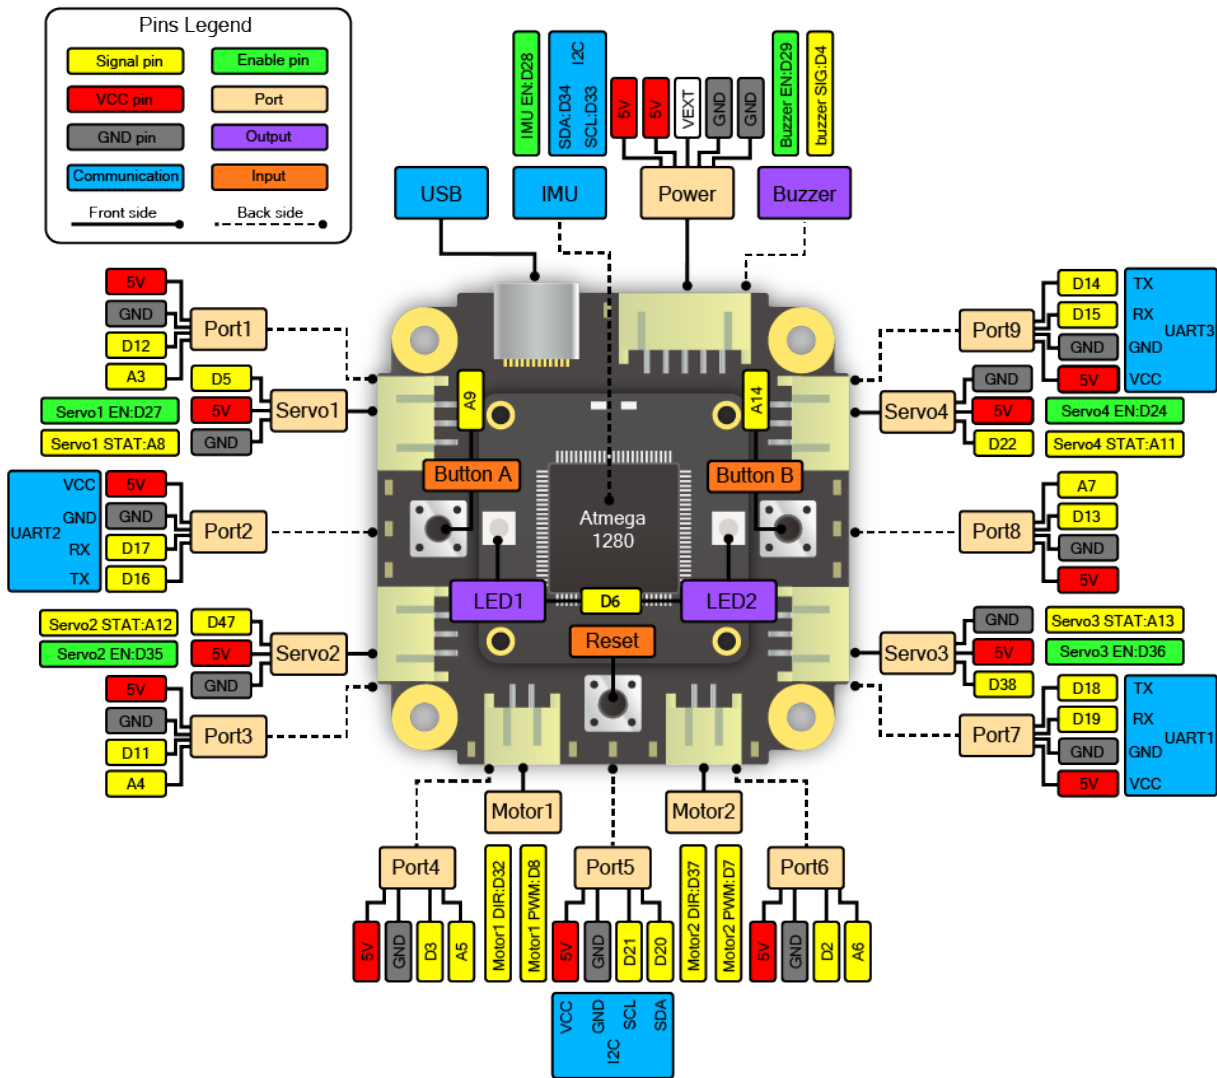 Pins Legend
Signal pin
Enable pin
VCC pin
Port
GND pin
Output
Communication
Input
Front side
Back side
IMU EN:D28
I2C
SDA:D34
SCL:D33
5V
5V
VEXT
GND
GND
Buzzer EN:D29
buzzer SIG:D4
USB
IMU
Power
Buzzer
5V
GND
D12
A3
Port1
D5
5V
GND
Servo1 EN:D27
Servo1 STAT:A8
Servo1
UART2
VCC
GND
RX
TX
5V
GND
D17
D16
Port2
Servo2 STAT:A12
Servo2 EN:D35
D47
5V
GND
Servo2
5V
GND
D11
A4
Port3
A9
A14
Button A
Button B
Atmega
1280
LED1
D6
LED2
Reset
Port9
D14
D15
GND
5V
TX
RX
GND
VCC
UART3
Servo4
GND
5V
D22
Servo4 EN:D24
Servo4 STAT:A11
Port8
A7
D13
GND
5V
Servo3
GND
5V
D38
Servo3 STAT:A13
Servo3 EN:D36
Port7
D18
D19
GND
5V
TX
RX
GND
VCC
UART1
Motor1
Motor2
Port4
5V
GND
D3
A5
Motor1 DIR:D32
Motor1 PWM:D8
Port5
5V
GND
D21
D20
VCC
GND
SCL
SDA
I2C
Motor2 DIR:D37
Motor2 PWM:D7
Port6
5V
GND
D2
A6